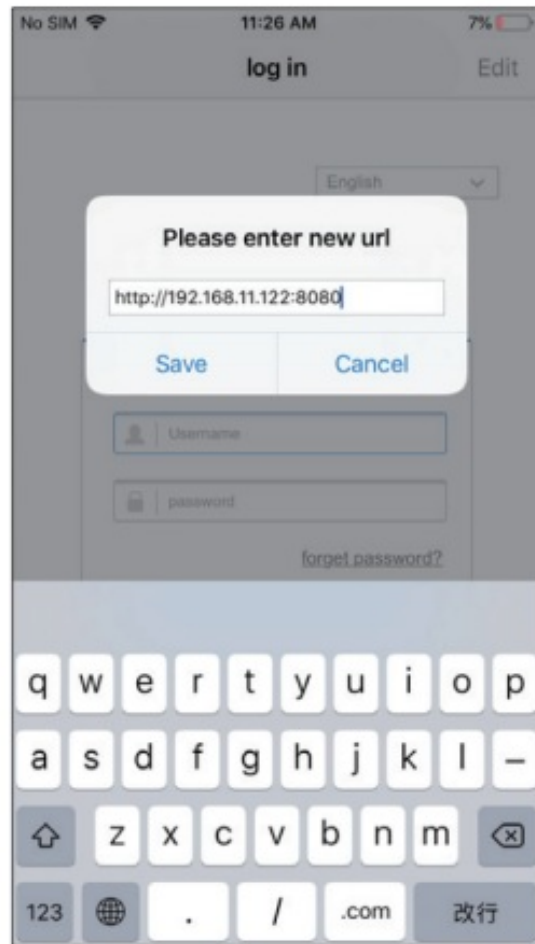 No SIM 11:26 AM 7%
log in Edit
English
Please enter new url
http://192.168.11.122:8080
Save Cancel
Username
password
forget password?
q w e r t y u i o p
a s d f g h j k l –
z x c v b n m
123 . / .com 改行